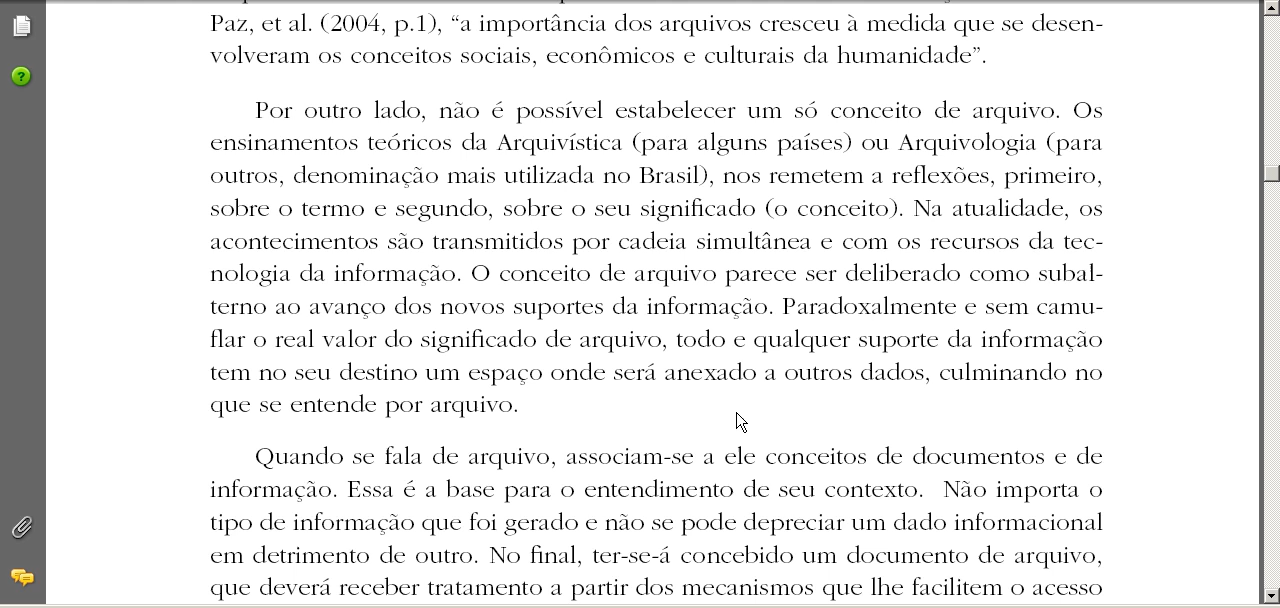 Paz, et al. (2004, p.1), “a importância dos arquivos cresceu à medida que se desen-
volveram os conceitos sociais, econômicos e culturais da humanidade”.
Por outro lado, não é possível estabelecer um só conceito de arquivo. Os
ensinamentos teóricos da Arquivística (para alguns países) ou Arquivologia (para
outros, denominação mais utilizada no Brasil), nos remetem a reflexões, primeiro,
sobre o termo e segundo, sobre o seu significado (o conceito). Na atualidade, os
acontecimentos são transmitidos por cadeia simultânea e com os recursos da tec-
nologia da informação. O conceito de arquivo parece ser deliberado como subal-
terno ao avanço dos novos suportes da informação. Paradoxalmente e sem camu-
flar o real valor do significado de arquivo, todo e qualquer suporte da informação
tem no seu destino um espaço onde será anexado a outros dados, culminando no
que se entende por arquivo.
Quando se fala de arquivo, associam-se a ele conceitos de documentos e de
informação. Essa é a base para o entendimento de seu contexto.  Não importa o
tipo de informação que foi gerado e não se pode depreciar um dado informacional
em detrimento de outro. No final, ter-se-á concebido um documento de arquivo,
que deverá receber tratamento a partir dos mecanismos que lhe facilitem o acesso